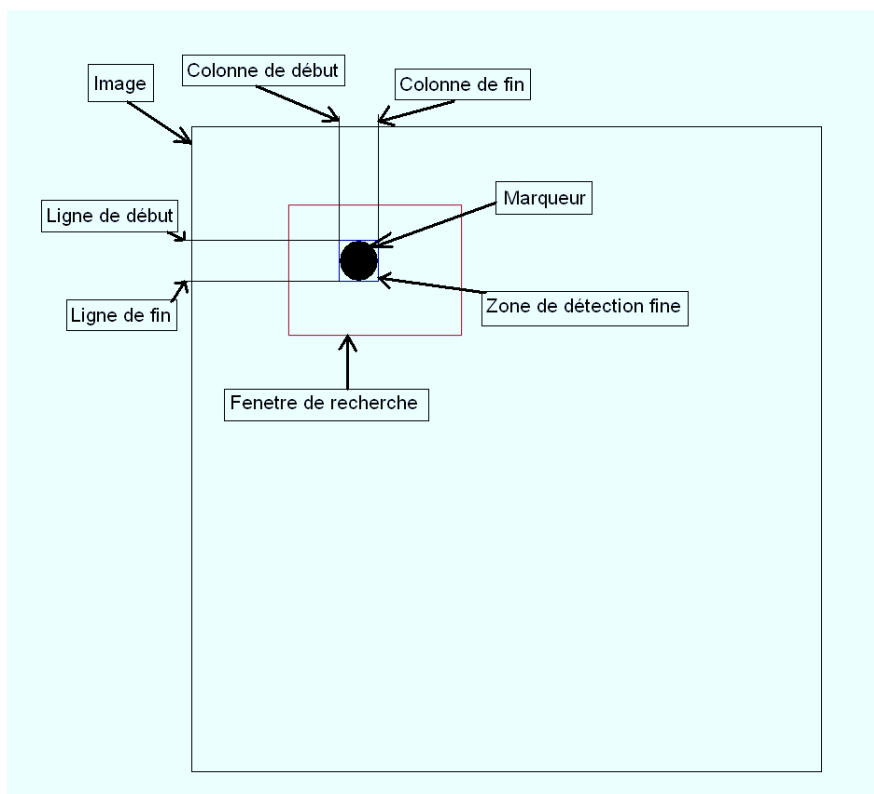 Colonne de début
Image
Colonne de fin
Marqueur
Ligne de début
Zone de détection fine
Ligne de fin
Fenetre de recherche